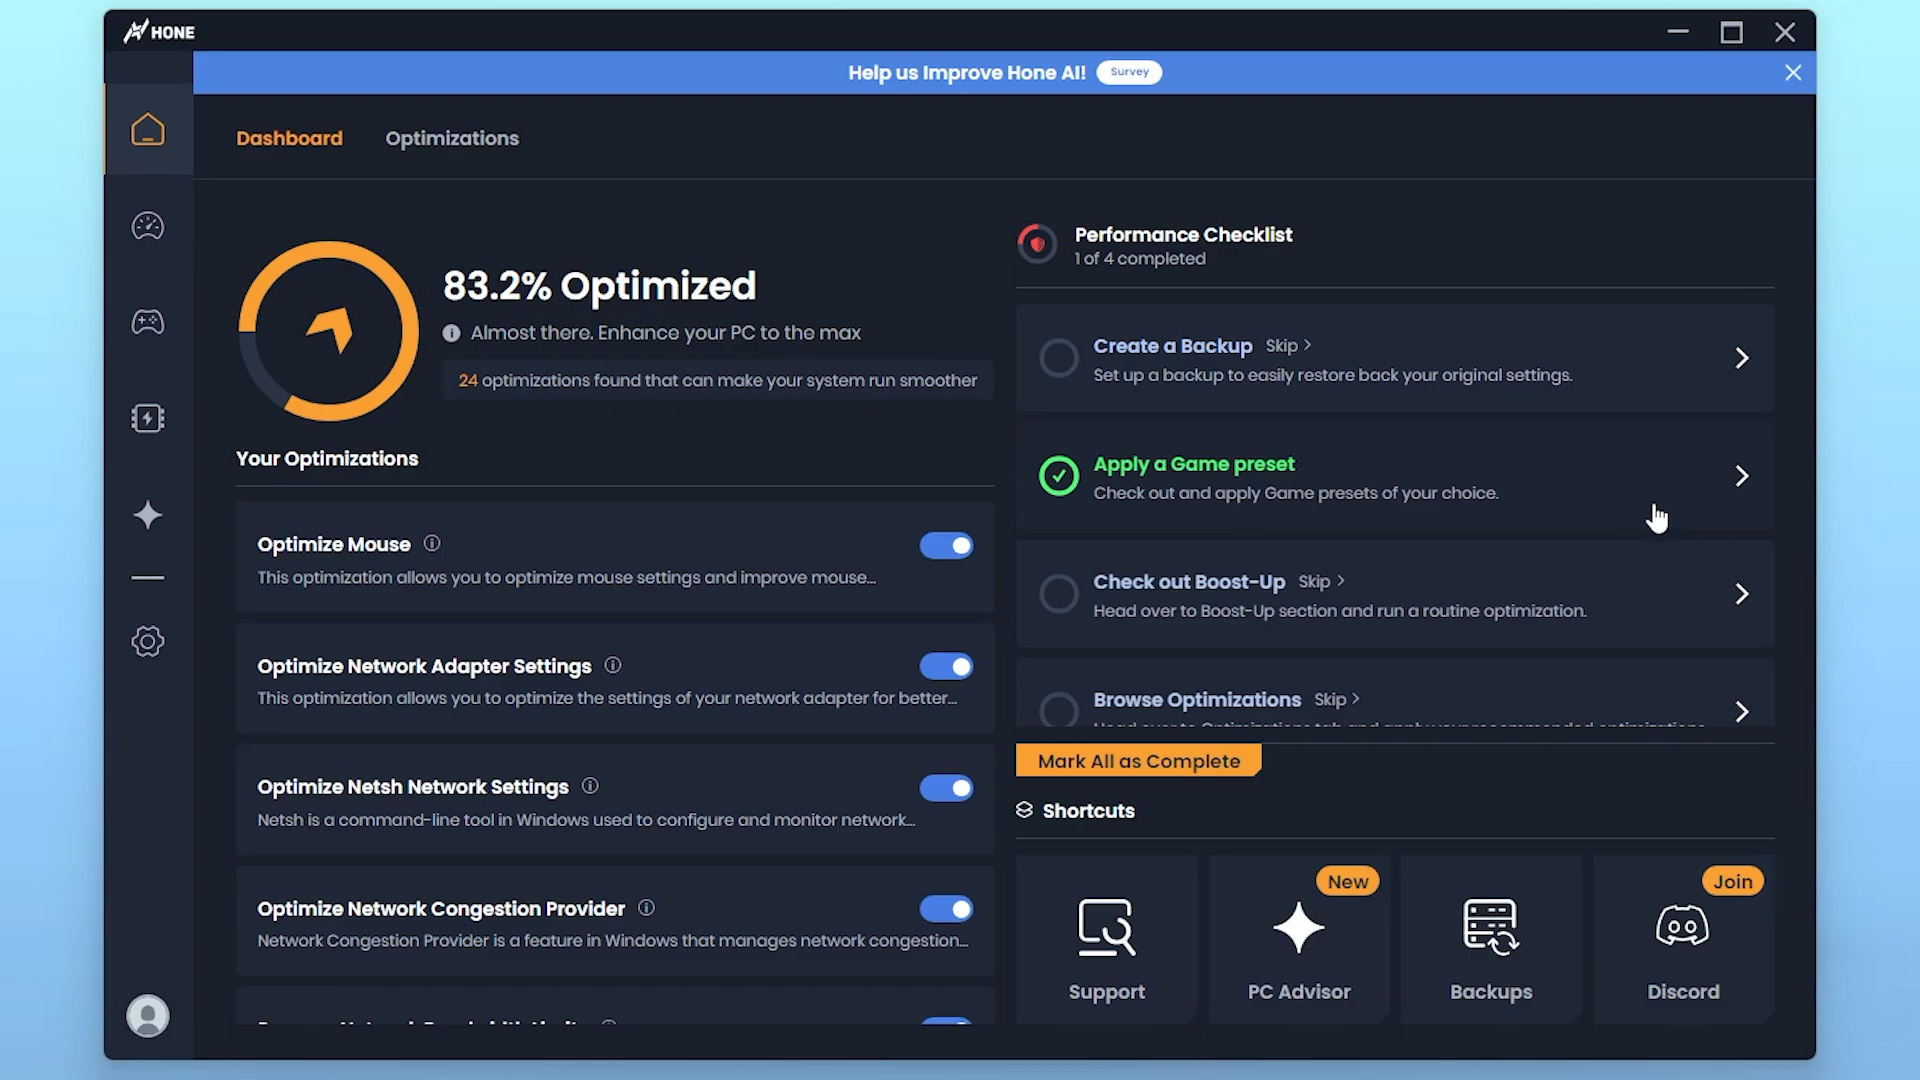 HONE
Help us Improve Hone AI! Survey
Dashboard Optimizations
83.2% Optimized
Almost there. Enhance your PC to the max
24 optimizations found that can make your system run smoother
Your Optimizations
Optimize Mouse
This optimization allows you to optimize mouse settings and improve mouse...
Optimize Network Adapter Settings
This optimization allows you to optimize the settings of your network adapter for better...
Optimize Netsh Network Settings
Netsh is a command-line tool in Windows used to configure and monitor network...
Optimize Network Congestion Provider
Network Congestion Provider is a feature in Windows that manages network congestion...
Performance Checklist
1 of 4 completed
Create a Backup Skip >
Set up a backup to easily restore back your original settings.
Apply a Game preset
Check out and apply Game presets of your choice.
Check out Boost-Up Skip >
Head over to Boost-Up section and run a routine optimization.
Browse Optimizations Skip >
Mark All as Complete
Shortcuts
Support
New
PC Advisor
Backups
Join
Discord